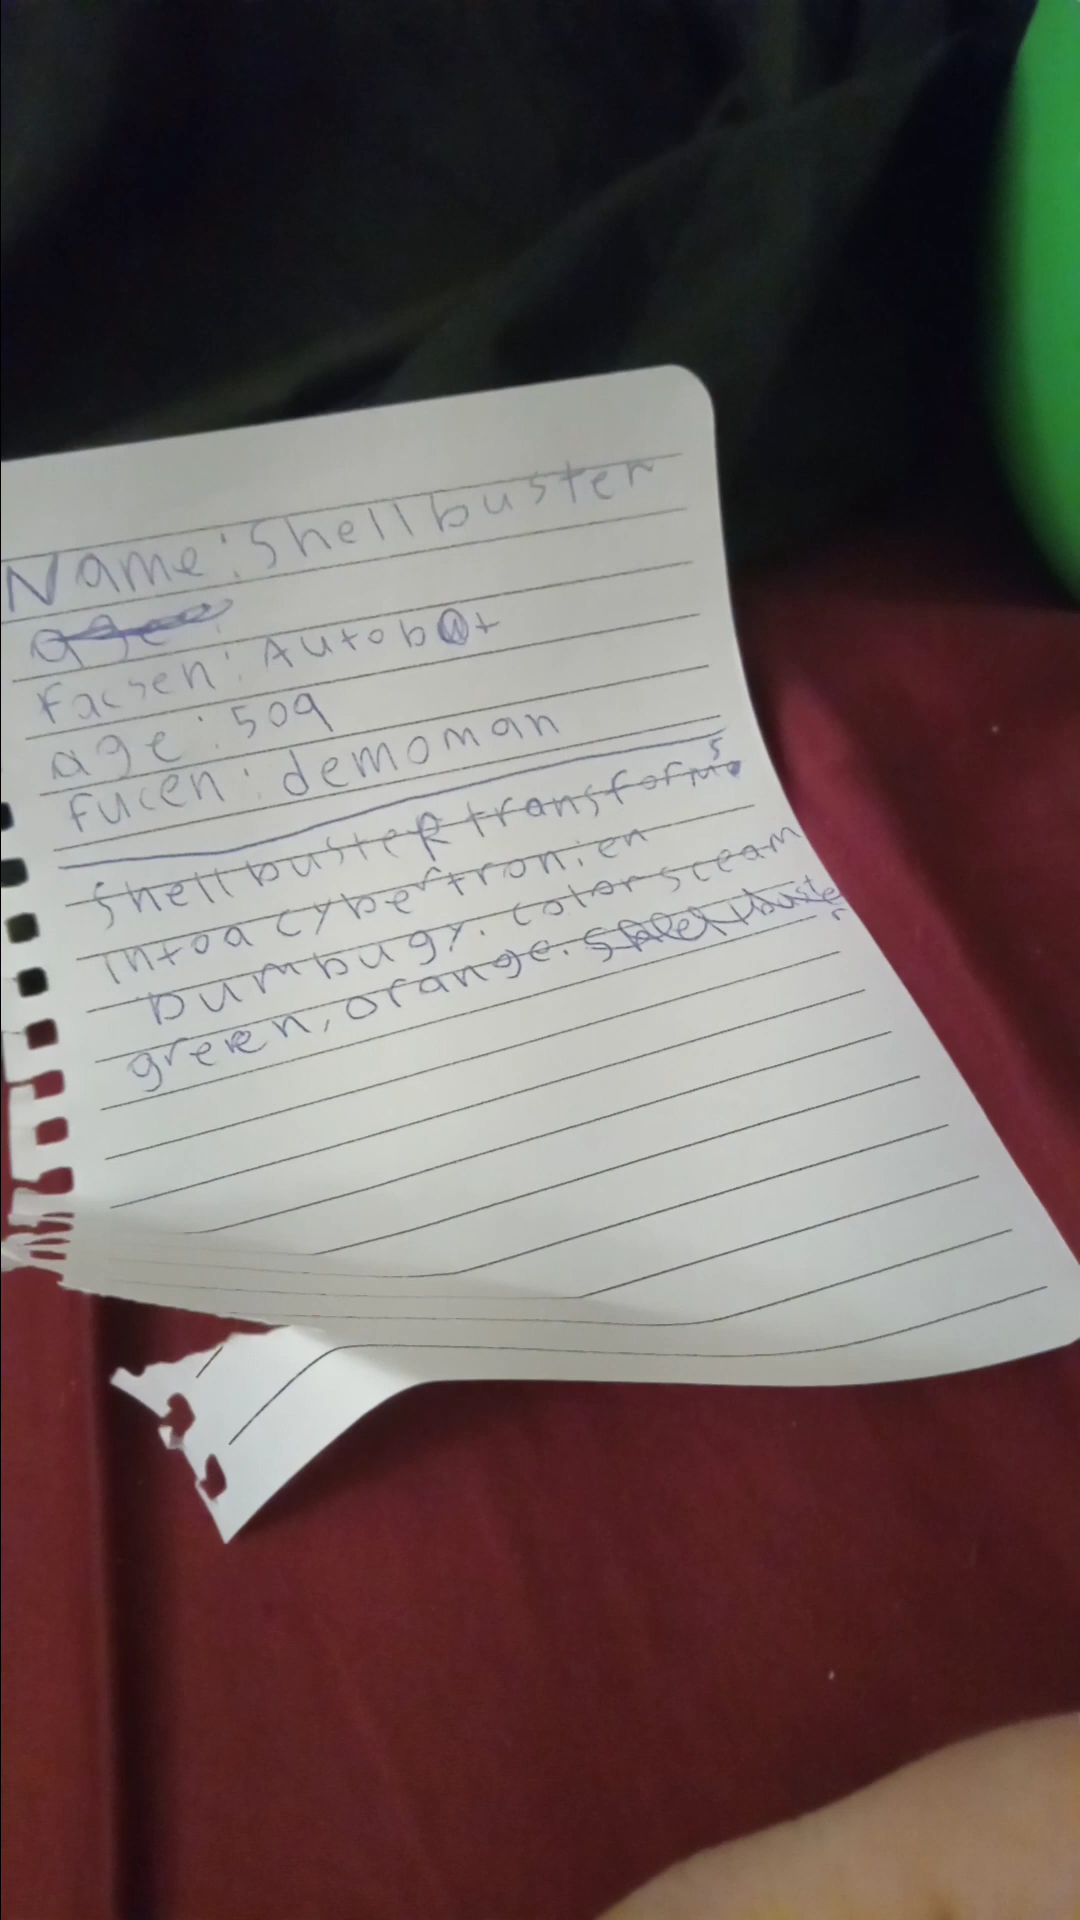 Name: Shellbuster
Facsen: Autobot
age: 509
fucen: demoman
Shellbuster transforms
Into a cybertronien
bumbugy. color sceam
green, orange.